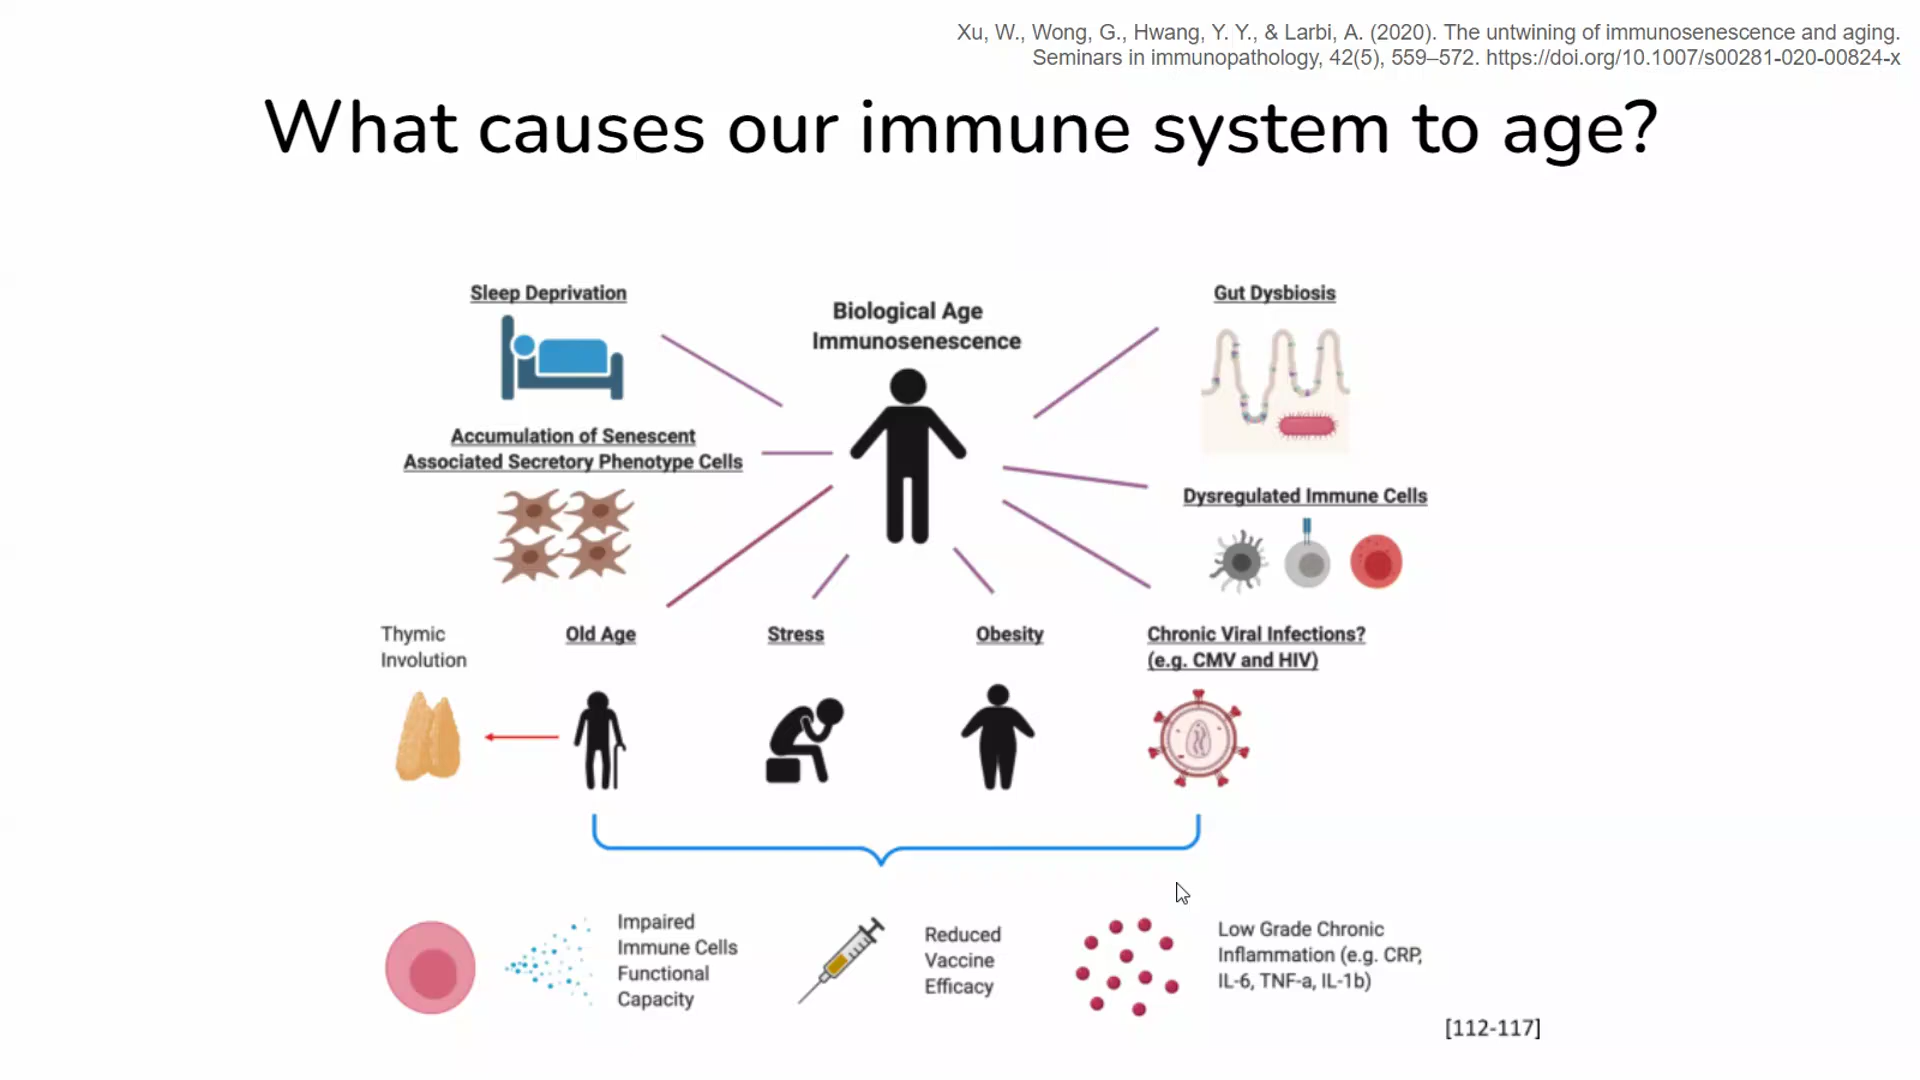 Xu, W., Wong, G., Hwang, Y. Y., & Larbi, A. (2020). The untwining of immunosenescence and aging.
Seminars in immunopathology, 42(5), 559–572. https://doi.org/10.1007/s00281-020-00824-x
What causes our immune system to age?
Sleep Deprivation
Biological Age
Immunosenescence
Gut Dysbiosis
Accumulation of Senescent
Associated Secretory Phenotype Cells
Dysregulated Immune Cells
Thymic
Involution
Old Age
Stress
Obesity
Chronic Viral Infections?
(e.g. CMV and HIV)
Impaired
Immune Cells
Functional
Capacity
Reduced
Vaccine
Efficacy
Low Grade Chronic
Inflammation (e.g. CRP,
IL-6, TNF-a, IL-1b)
[112-117]